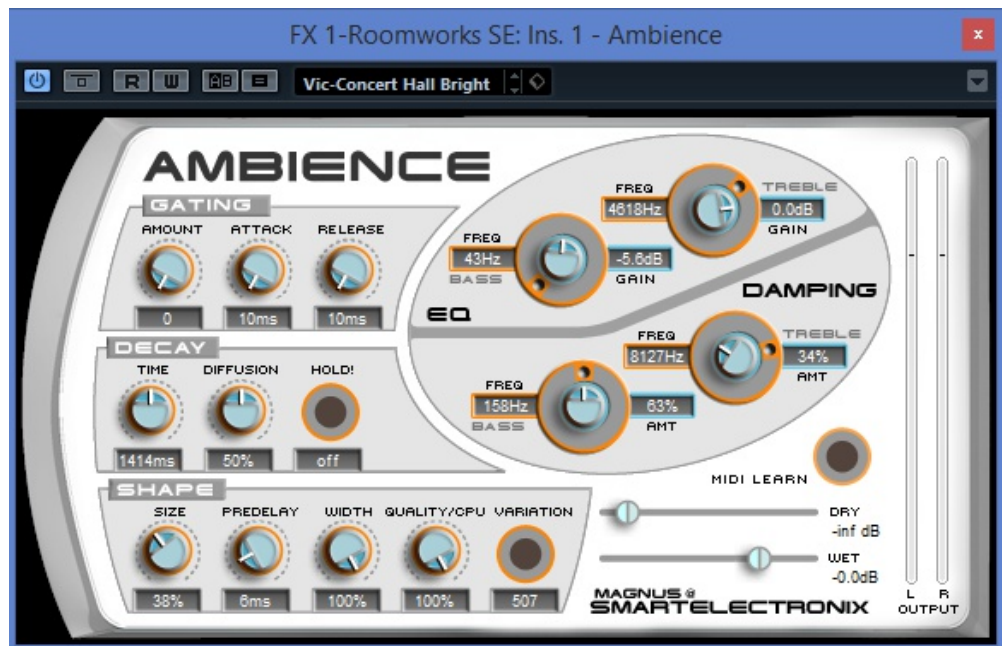 FX 1-Roomworks SE: Ins. 1 - Ambience
x
R W AB Vic-Concert Hall Bright
AMBIENCE
GATING
AMOUNT ATTACK RELEASE
0 10ms 10ms
DECAY
TIME DIFFUSION HOLD!
1414ms 50% off
SHAPE
SIZE PREDELAY WIDTH QUALITY/CPU VARIATION
38% 6ms 100% 100% 507
FREQ TREBLE
4618Hz 0.0dB
GAIN
FREQ
43Hz -5.6dB
BASS GAIN
EQ
DAMPING
FREQ TREBLE
8127Hz 34%
AMT
FREQ
158Hz 63%
BASS AMT
MIDI LEARN
DRY
-inf dB
WET
-0.0dB
MAGNUS @
SMARTELECTRONIX
L R
OUTPUT